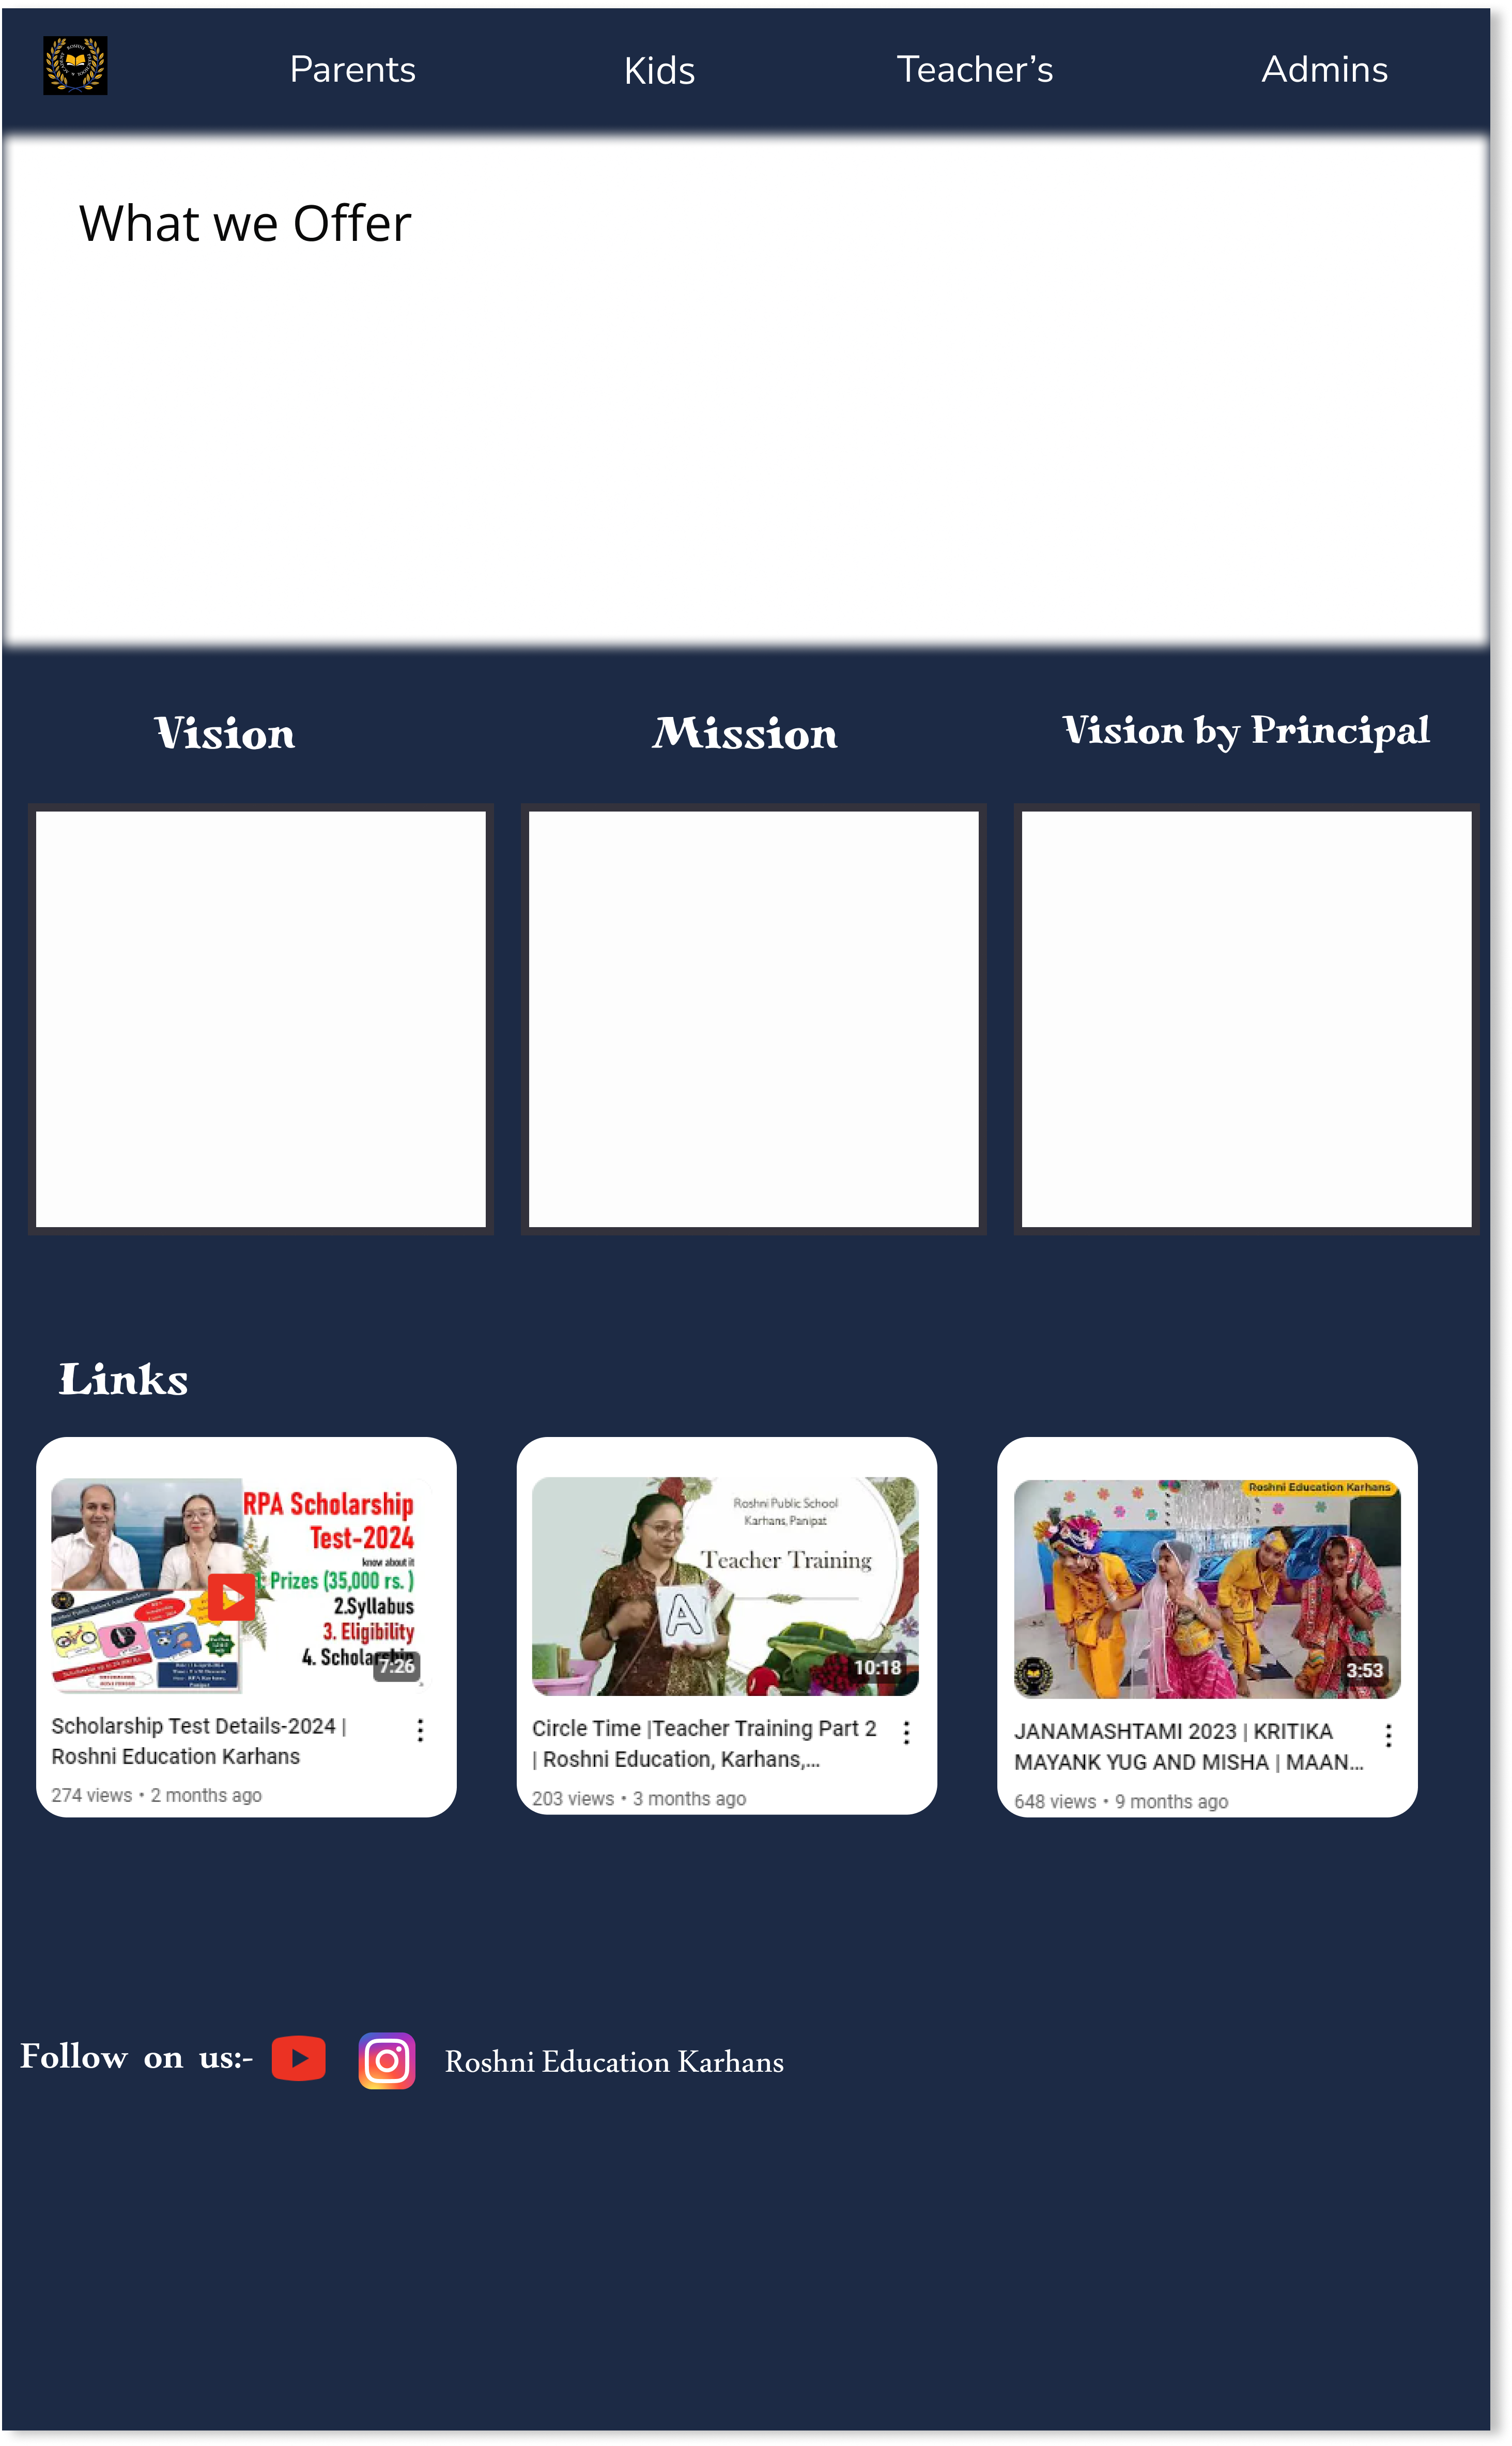 Parents
Kids
Teacher’s
Admins
What we Offer
Vision
Mission
Vision by Principal
Links
RPA Scholarship
Test-2024
know about it
Prizes (35,000 rs. )
2.Syllabus
3. Eligibility
4. Scholarship
7:26
Scholarship Test Details-2024 |
Roshni Education Karhans
274 views • 2 months ago
Roshni Public School
Karhans, Panipat
Teacher Training
A
10:18
Circle Time |Teacher Training Part 2
| Roshni Education, Karhans,...
203 views • 3 months ago
Roshni Education Karhans
3:53
JANAMASHTAMI 2023 | KRITIKA
MAYANK YUG AND MISHA | MAAN...
648 views • 9 months ago
Follow on us:-
Roshni Education Karhans